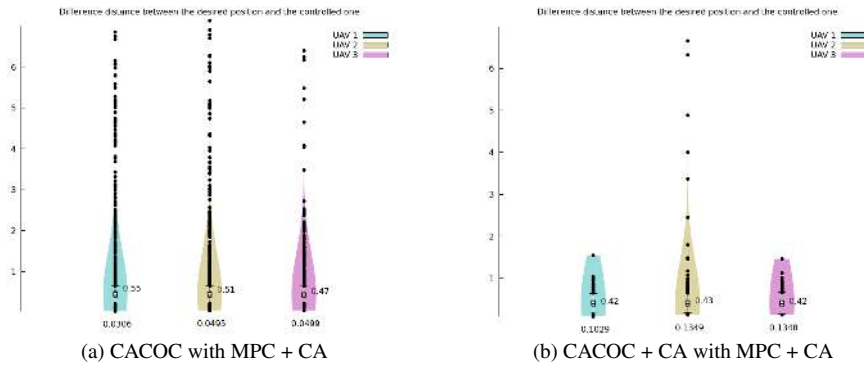 Difference distance between the desired position and the controlled one
UAV 1
UAV 2
UAV 3
6
5
4
3
2
1
0.55
0.51
0.47
0.0306
0.0495
0.0499
(a) CACOC with MPC + CA
Difference distance between the desired position and the controlled one
UAV 1
UAV 2
UAV 3
6
5
4
3
2
1
0.42
0.43
0.42
0.1029
0.1349
0.1348
(b) CACOC + CA with MPC + CA